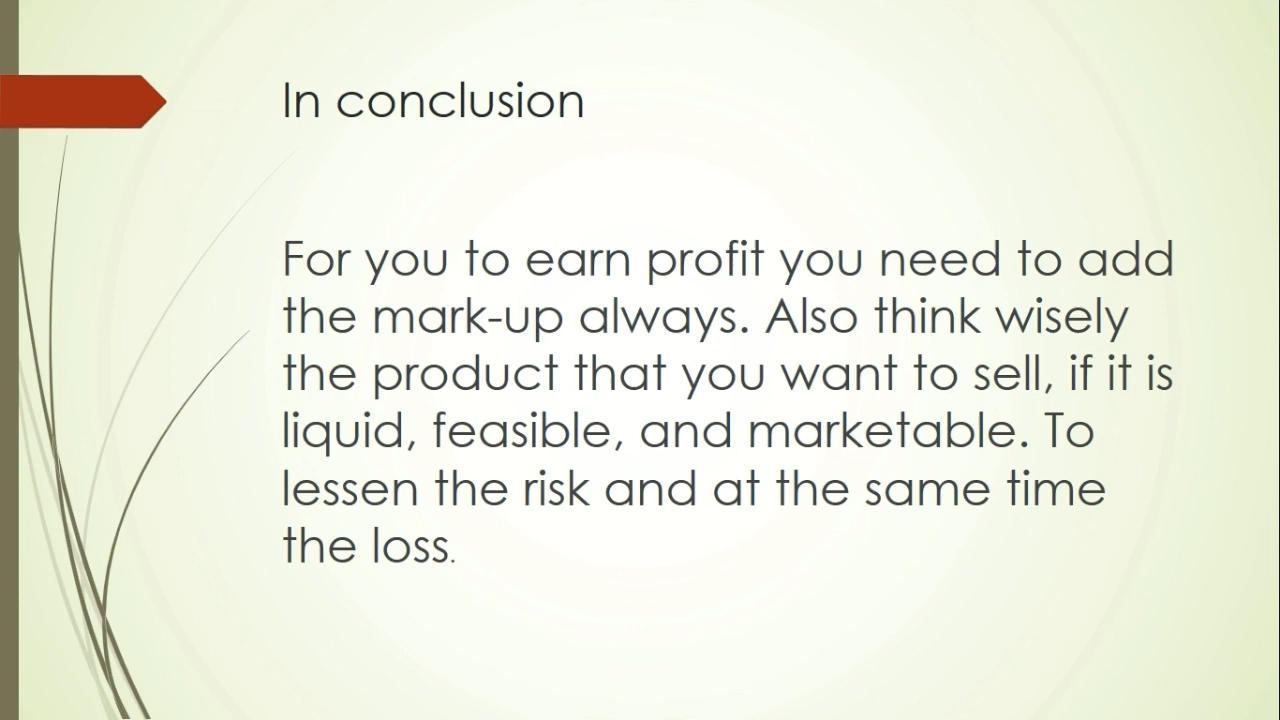 In conclusion
For you to earn profit you need to add
the mark-up always. Also think wisely
the product that you want to sell, if it is
liquid, feasible, and marketable. To
lessen the risk and at the same time
the loss.